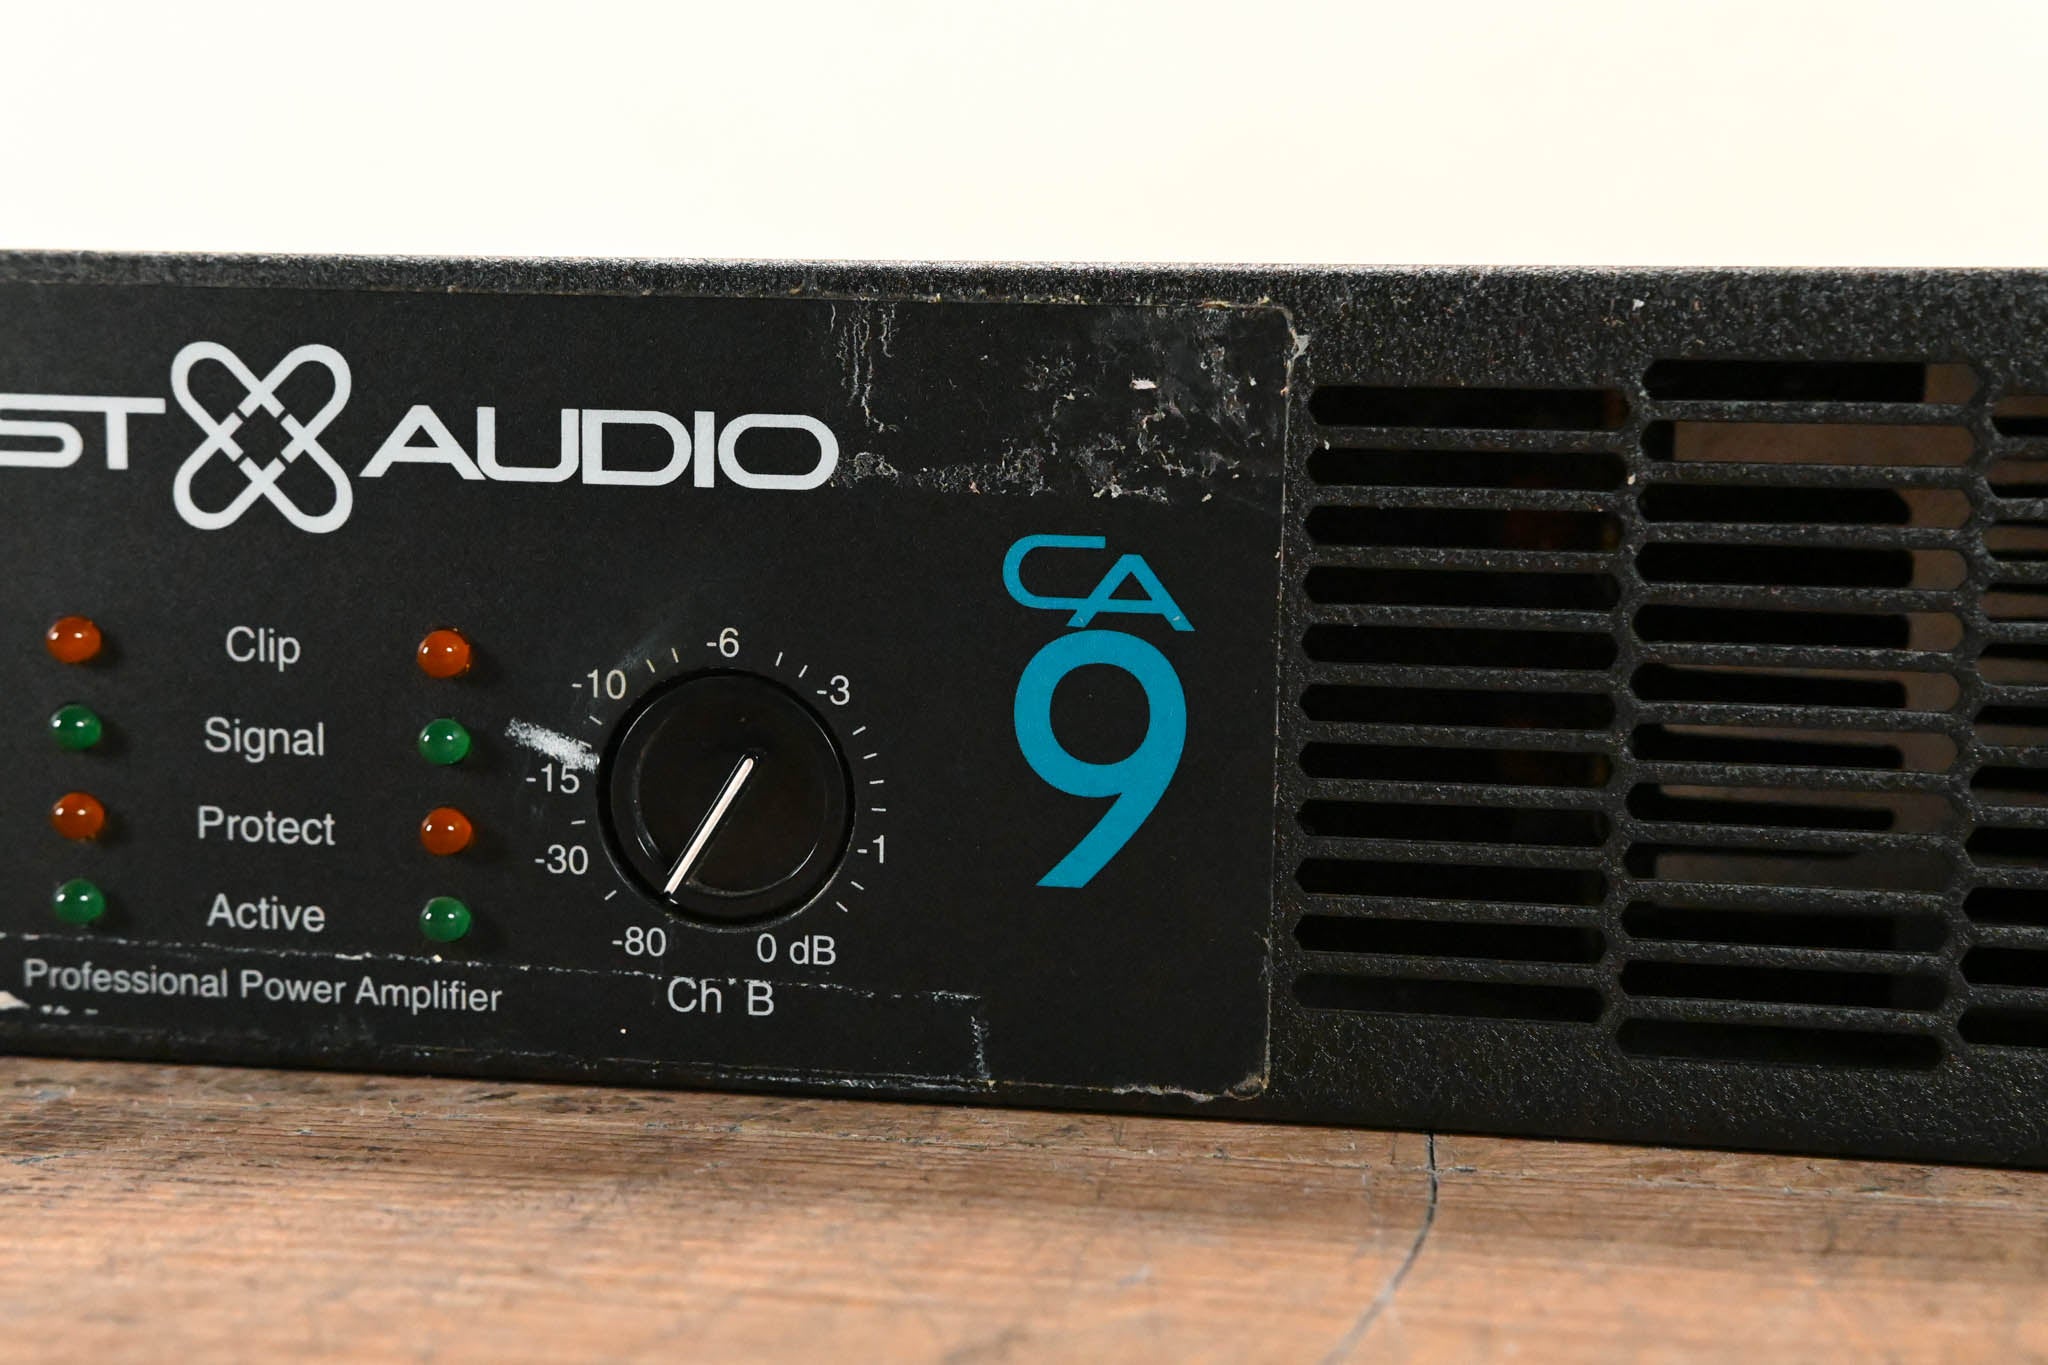 ST AUDIO
CA
9
Clip
Signal
Protect
Active
Professional Power Amplifier
-6
-10
-3
-15
-30
-1
-80
0 dB
Ch B